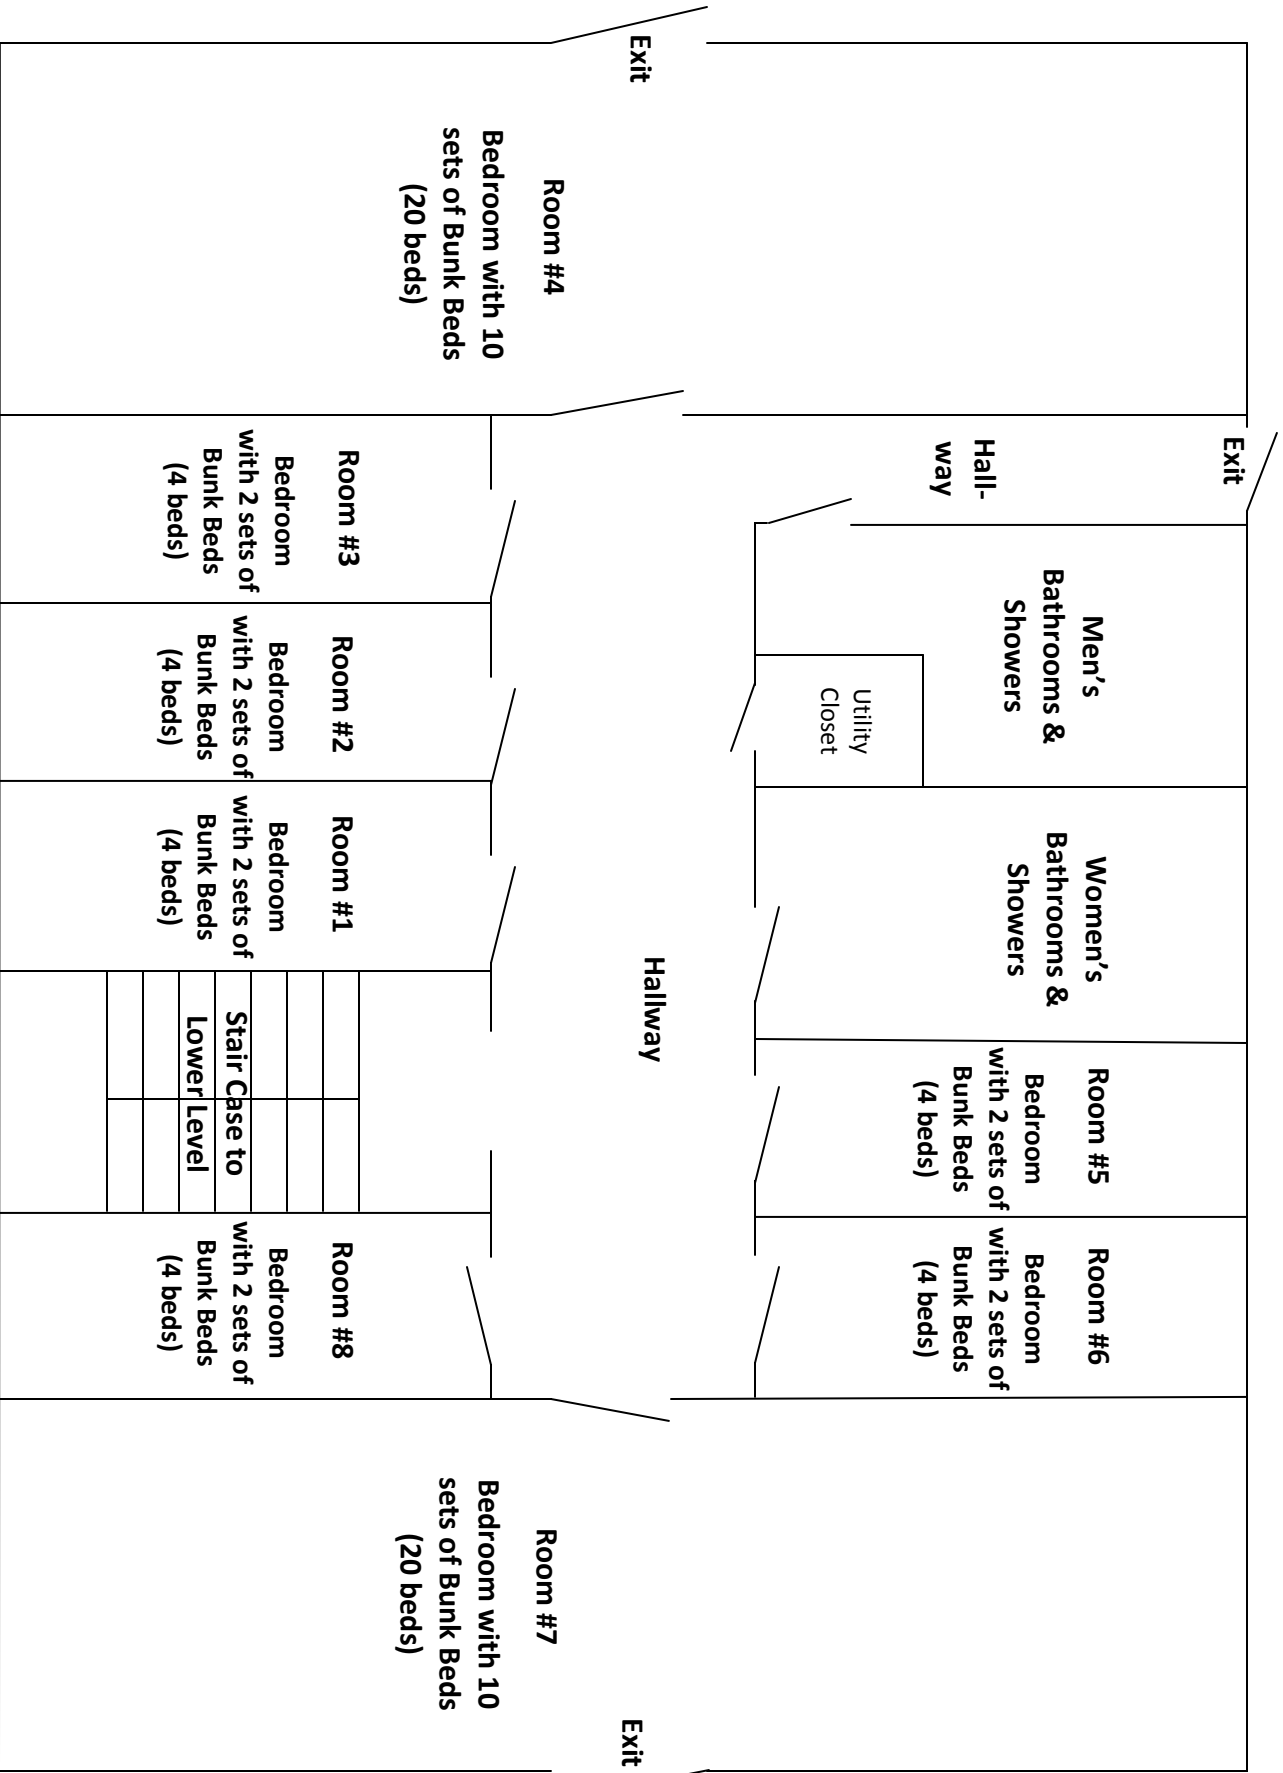 Exit
Room #4
Bedroom with 10
sets of Bunk Beds
(20 beds)
Exit
Hall-
way
Room #3
Bedroom
with 2 sets of
Bunk Beds
(4 beds)
Men's
Bathrooms &
Showers
Utility
Closet
Room #2
Bedroom
with 2 sets of
Bunk Beds
(4 beds)
Women's
Bathrooms &
Showers
Room #1
Bedroom
with 2 sets of
Bunk Beds
(4 beds)
Hallway
Stair Case to
Lower Level
Room #5
Bedroom
with 2 sets of
Bunk Beds
(4 beds)
Room #6
Bedroom
with 2 sets of
Bunk Beds
(4 beds)
Room #8
Bedroom
with 2 sets of
Bunk Beds
(4 beds)
Room #7
Bedroom with 10
sets of Bunk Beds
(20 beds)
Exit